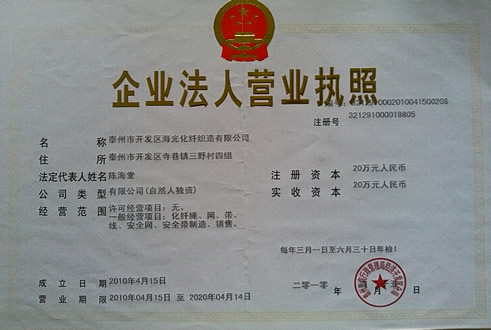 企业法人营业执照
编号: 321291000201004150020S
注册号 321291000018805
名称 泰州市开发区海光化纤织造有限公司
住所 泰州市开发区寺巷镇三野村四组
法定代表人姓名 陈海堂
公司类型 有限公司(自然人独资)
注册资本 20万元人民币
实收资本 20万元人民币
经营范围 许可经营项目：无。
一般经营项目：化纤绳、网、带、
线、安全网、安全带制造、销售。
每年三月一日至六月三十日年检!
成立日期 2010年4月15日
营业期限 2010年04月15日 至 2020年04月14日
二零一零 年 月 日